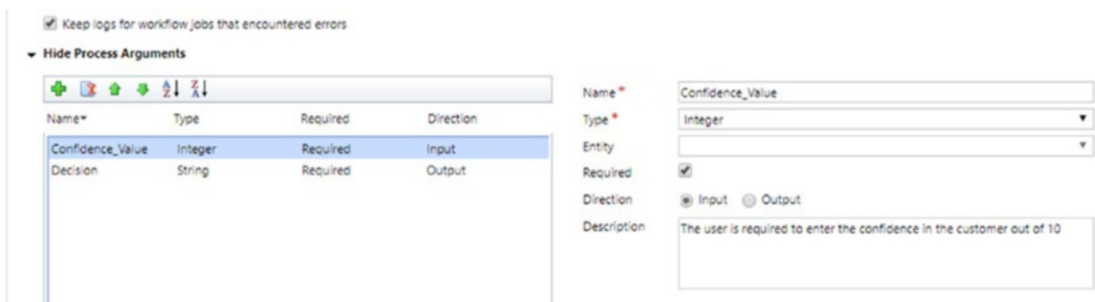 Keep logs for workflow jobs that encountered errors
Hide Process Arguments
Name Type Required Direction
Confidence_Value Integer Required Input
Decision String Required Output
Name * Confidence_Value
Type * Integer
Entity
Required
Direction Input Output
Description The user is required to enter the confidence in the customer out of 10